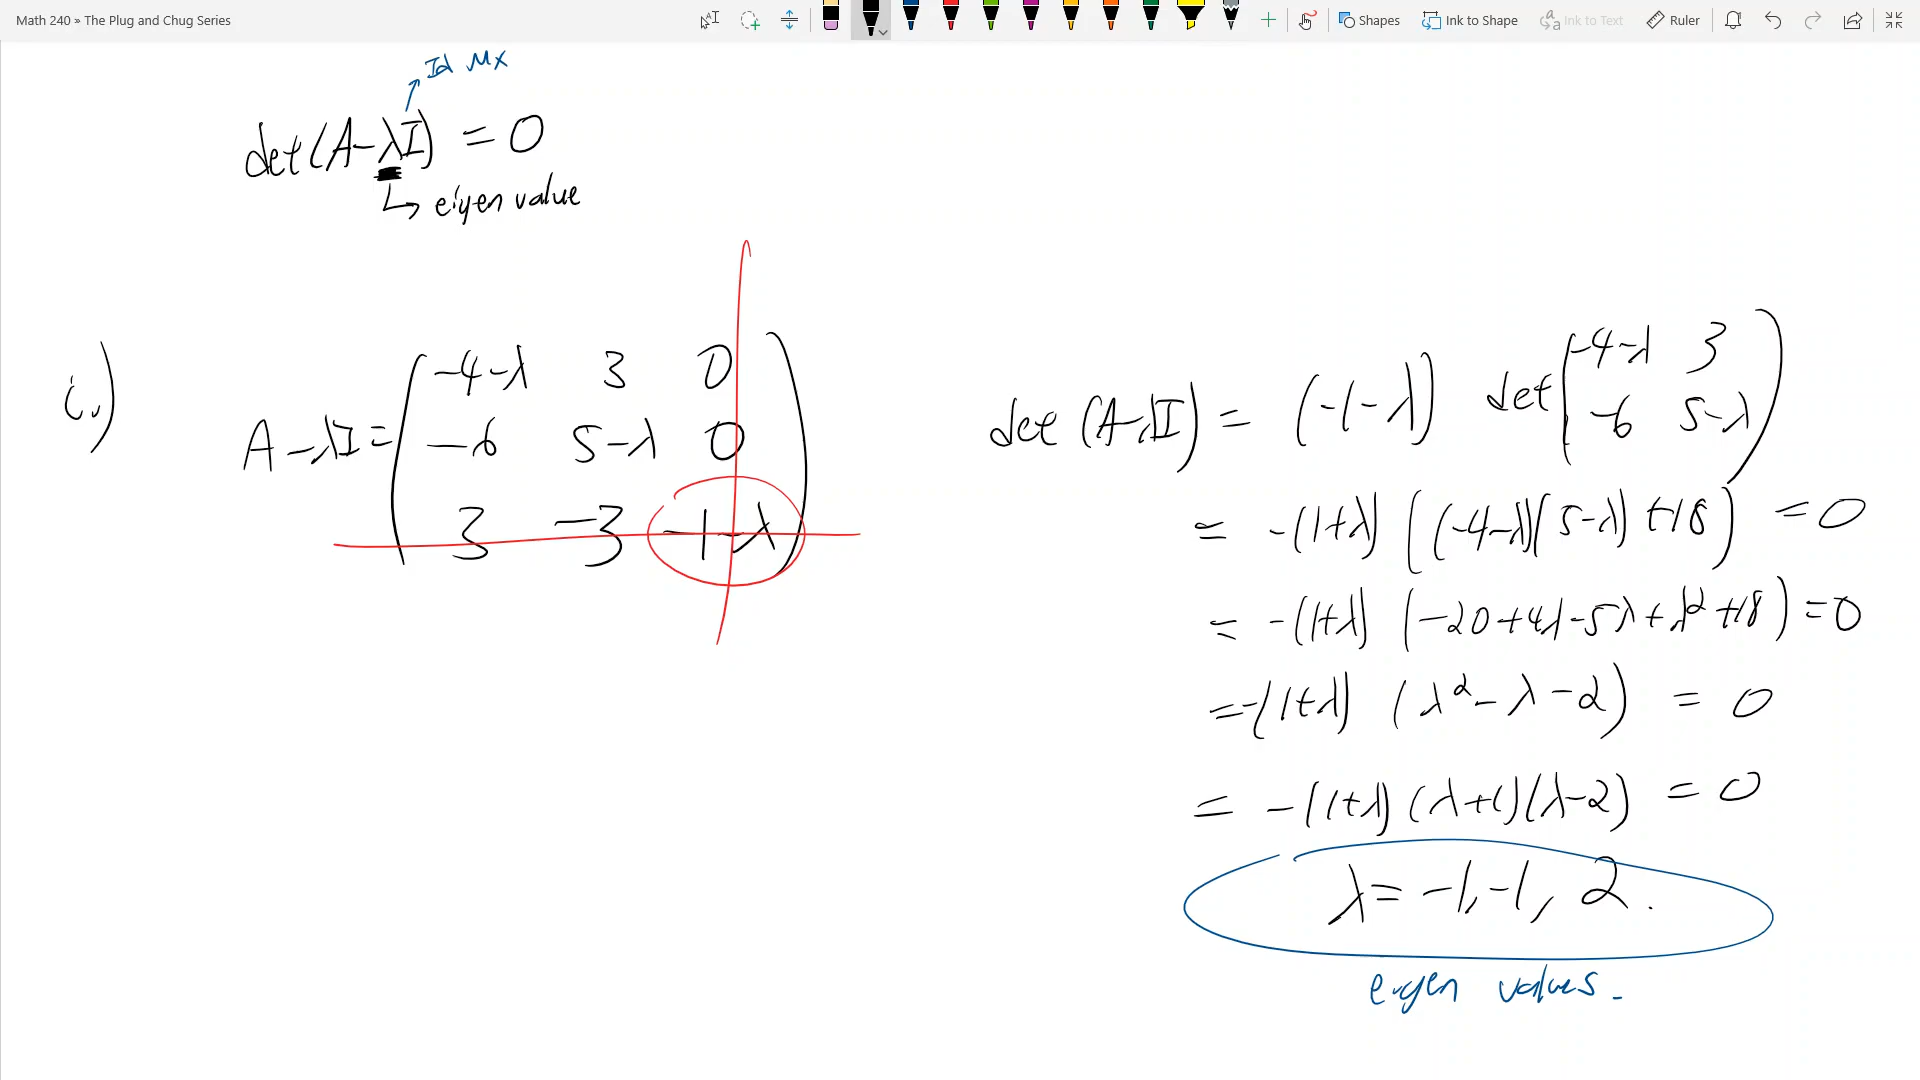 Math 240 » The Plug and Chug Series
Shapes
Ink to Shape
Ink to Text
Ruler
Id Mx
det(A-λI) = 0
↳ eigen value
i.)
A-λI = ( -4-λ 3 0
-6 5-λ 0
3 -3 -1-λ )
det (A-λI) = (-1-λ) det ( -4-λ 3
-6 5-λ )
= -(1+λ) ((-4-λ)(5-λ) +18) = 0
= -(1+λ) (-20+4λ-5λ+λ² +18) = 0
= -(1+λ) (λ² - λ - 2) = 0
= -(1+λ) (λ+1)(λ-2) = 0
λ = -1, -1, 2.
eigen values.